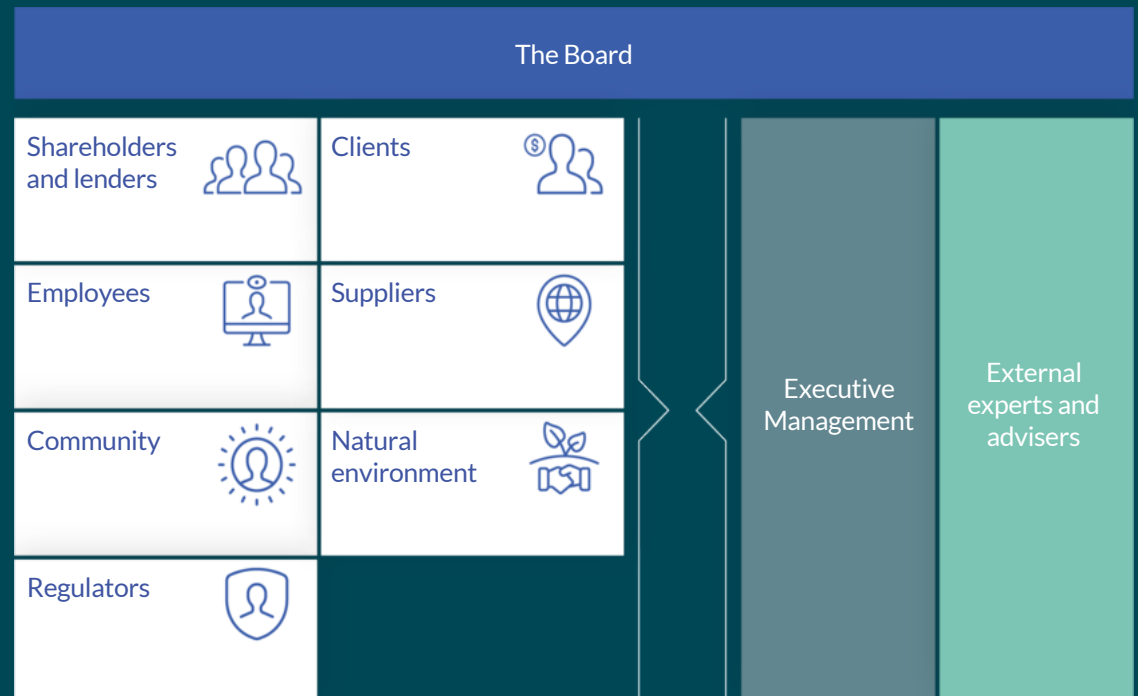 The Board
Shareholders
and lenders
Clients
$
Employees
Suppliers
Community
Natural
environment
Regulators
Executive
Management
External
experts and
advisers